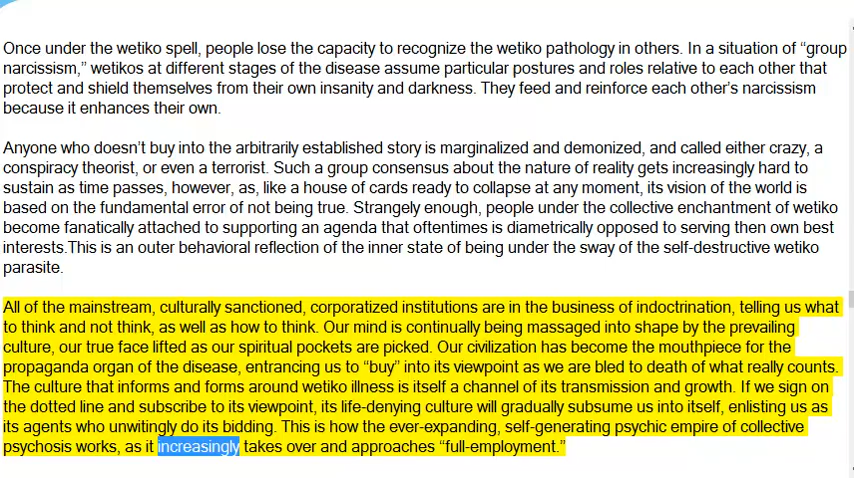 Once under the wetiko spell, people lose the capacity to recognize the wetiko pathology in others. In a situation of “group
narcissism,” wetikos at different stages of the disease assume particular postures and roles relative to each other that
protect and shield themselves from their own insanity and darkness. They feed and reinforce each other’s narcissism
because it enhances their own.
Anyone who doesn’t buy into the arbitrarily established story is marginalized and demonized, and called either crazy, a
conspiracy theorist, or even a terrorist. Such a group consensus about the nature of reality gets increasingly hard to
sustain as time passes, however, as, like a house of cards ready to collapse at any moment, its vision of the world is
based on the fundamental error of not being true. Strangely enough, people under the collective enchantment of wetiko
become fanatically attached to supporting an agenda that oftentimes is diametrically opposed to serving then own best
interests.This is an outer behavioral reflection of the inner state of being under the sway of the self-destructive wetiko
parasite.
All of the mainstream, culturally sanctioned, corporatized institutions are in the business of indoctrination, telling us what
to think and not think, as well as how to think. Our mind is continually being massaged into shape by the prevailing
culture, our true face lifted as our spiritual pockets are picked. Our civilization has become the mouthpiece for the
propaganda organ of the disease, entrancing us to “buy” into its viewpoint as we are bled to death of what really counts.
The culture that informs and forms around wetiko illness is itself a channel of its transmission and growth. If we sign on
the dotted line and subscribe to its viewpoint, its life-denying culture will gradually subsume us into itself, enlisting us as
its agents who unwitingly do its bidding. This is how the ever-expanding, self-generating psychic empire of collective
psychosis works, as it increasingly takes over and approaches “full-employment.”